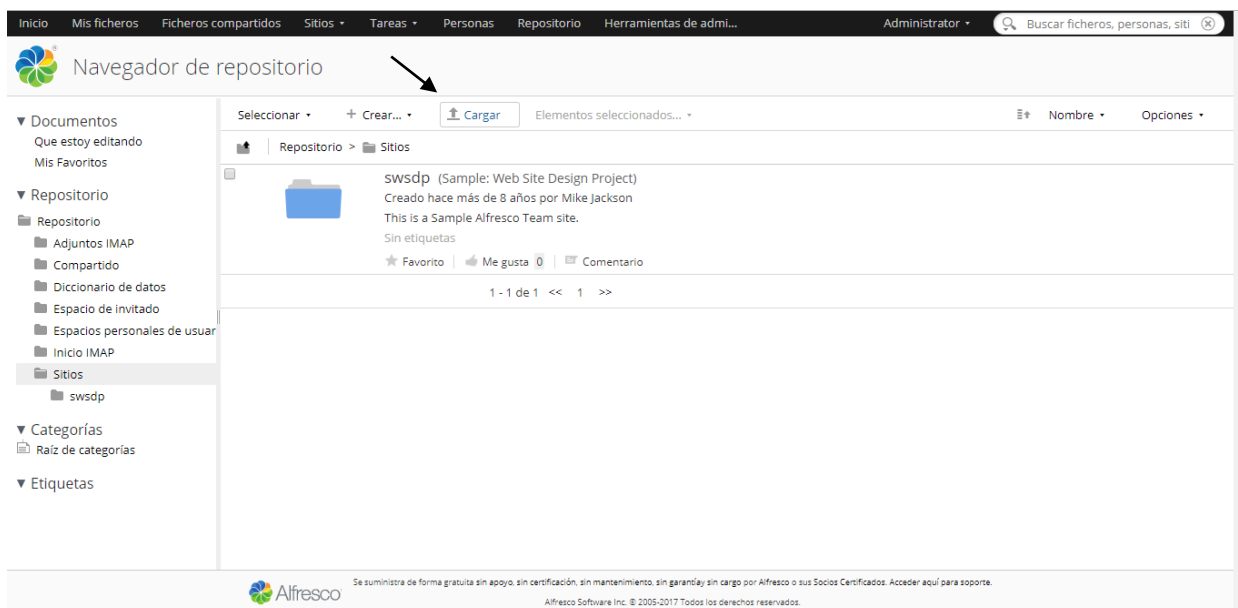 Inicio Mis ficheros Ficheros compartidos Sitios Tareas Personas Repositorio Herramientas de admi... Administrator Buscar ficheros, personas, siti
Navegador de repositorio
Seleccionar + Crear... Cargar Elementos seleccionados... Nombre Opciones
Repositorio > Sitios
Documentos
Que estoy editando
Mis Favoritos
Repositorio
Repositorio
Adjuntos IMAP
Compartido
Diccionario de datos
Espacio de invitado
Espacios personales de usuar
Inicio IMAP
Sitios
swsdp
Categorías
Raíz de categorías
Etiquetas
swsdp (Sample: Web Site Design Project)
Creado hace más de 8 años por Mike Jackson
This is a Sample Alfresco Team site.
Sin etiquetas
Favorito Me gusta 0 Comentario
1 - 1 de 1 << 1 >>
Alfresco
Se suministra de forma gratuita sin apoyo, sin certificación, sin mantenimiento, sin garantíay sin cargo por Alfresco o sus Socios Certificados. Acceder aquí para soporte.
Alfresco Software Inc. © 2005-2017 Todos los derechos reservados.